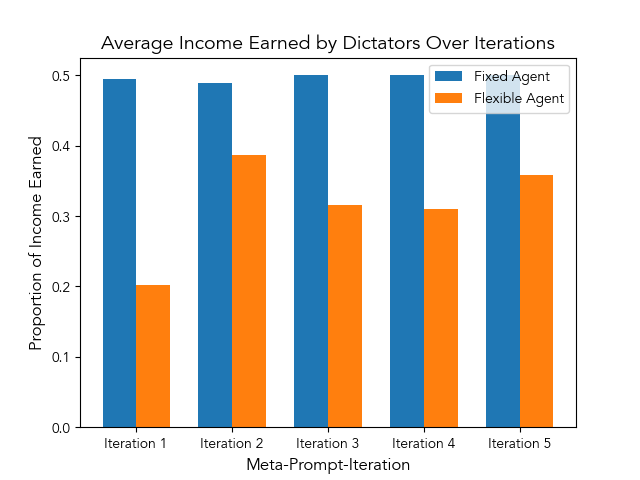 Average Income Earned by Dictators Over Iterations
Fixed Agent
Flexible Agent
Proportion of Income Earned
0.5
0.4
0.3
0.2
0.1
0.0
Iteration 1
Iteration 2
Iteration 3
Iteration 4
Iteration 5
Meta-Prompt-Iteration